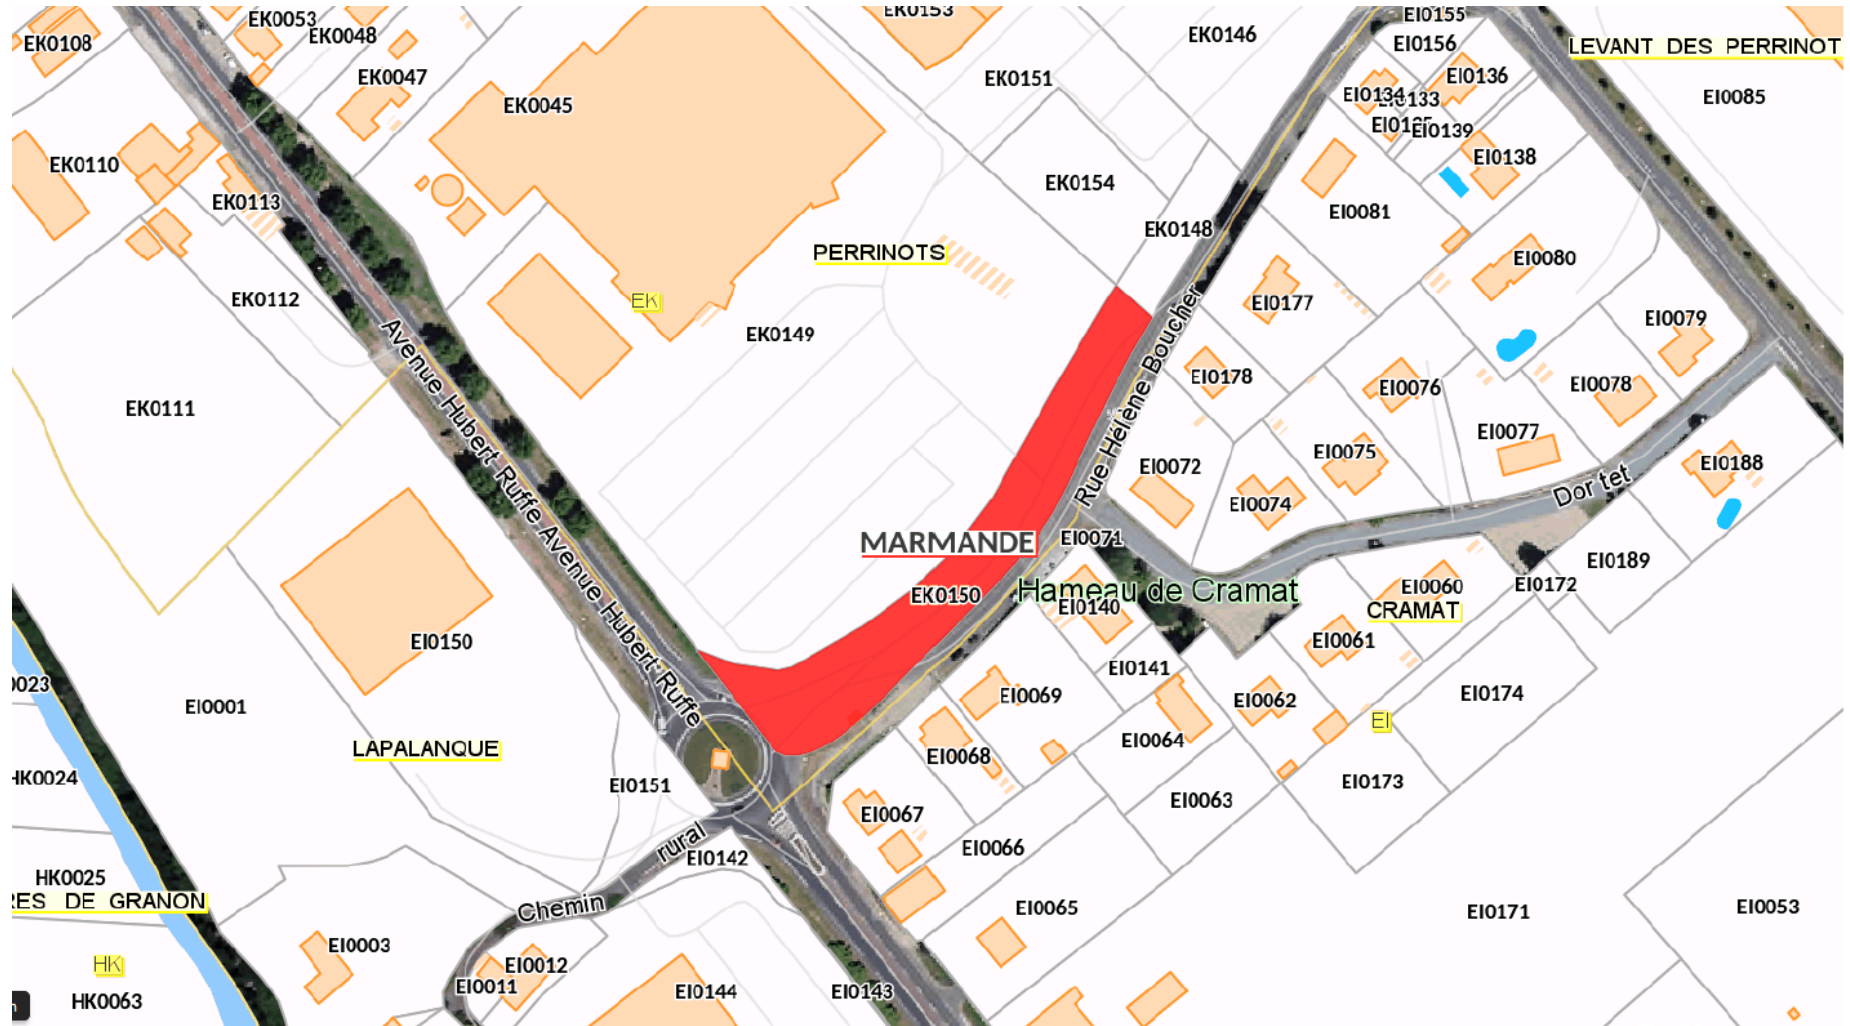 EK0053
EK0153
EI0155
EK0108
EK0048
EK0146
EI0156
LEVANT DES PERRINOT
EK0047
EK0151
EI0136
EI0134
EI0085
EK0045
EI0139
EK0110
EI0138
EK0154
EK0113
EI0081
EK0148
PERRINOTS
EI0080
EK0112
EK
EI0177
EK0149
EI0079
Avenue Hubert Ruffe Avenue Hubert Ruffe
Rue Hélène Boucher
EI0178
EI0076
EI0078
EK0111
EI0077
EI0075
EI0072
EI0188
EI0074
Dor tet
MARMANDE
EI0071
EI0189
EK0150
Hameau de Cramat
EI0060
EI0172
EI0140
CRAMAT
EI0150
EI0061
EI0141
0023
EI0069
EI0174
EI0001
EI0062
EI
LAPALANQUE
EI0064
EI0068
HK0024
EI0151
EI0173
EI0063
EI0067
rural
EI0066
EI0142
HK0025
RES DE GRANON
Chemin
EI0065
EI0171
EI0053
EI0003
HK
EI0012
EI0011
EI0144
EI0143
HK0063